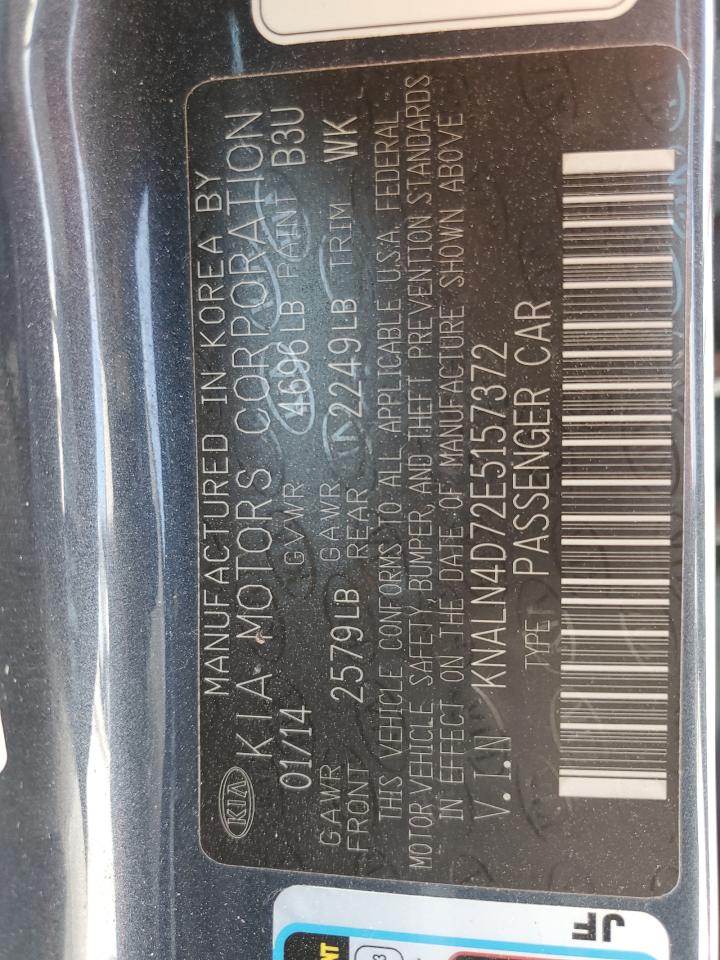 KIA
MANUFACTURED IN KOREA BY
KIA MOTORS CORPORATION
01/14 GVWR 4696LB PAINT B3U
GAWR FRONT 2579LB GAWR REAR 2249LB TRIM WK
THIS VEHICLE CONFORMS TO ALL APPLICABLE U.S.A. FEDERAL
MOTOR VEHICLE SAFETY, BUMPER, AND THEFT PREVENTION STANDARDS
IN EFFECT ON THE DATE OF MANUFACTURE SHOWN ABOVE.
V.I.N KNALN4D72E5157372
TYPE: PASSENGER CAR
JF